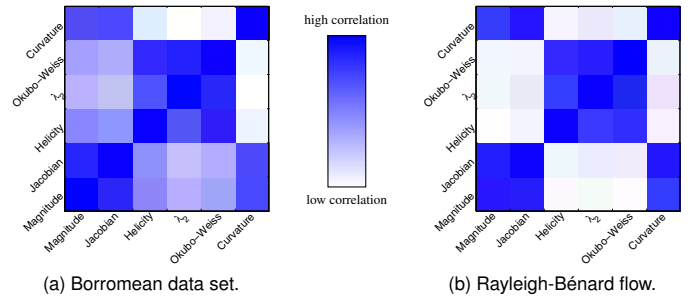 Curvature
Okubo−Weiss
λ2
Helicity
Jacobian
Magnitude
Magnitude
Jacobian
Helicity
λ2
Okubo−Weiss
Curvature
(a) Borromean data set.
high correlation
low correlation
Curvature
Okubo−Weiss
λ2
Helicity
Jacobian
Magnitude
Magnitude
Jacobian
Helicity
λ2
Okubo−Weiss
Curvature
(b) Rayleigh-Bénard flow.